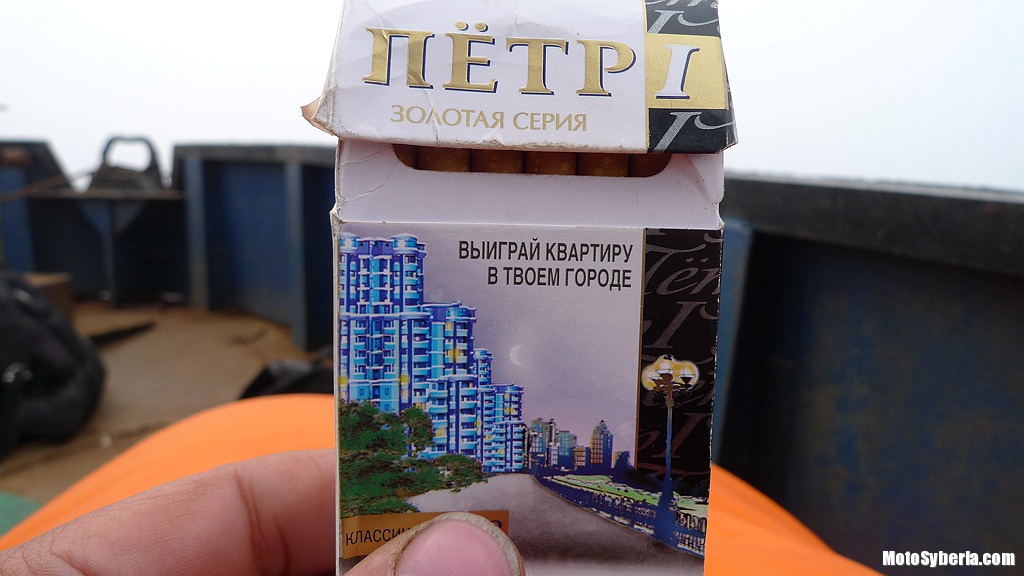 ПЁТР I
ЗОЛОТАЯ СЕРИЯ
ВЫИГРАЙ КВАРТИРУ
В ТВОЕМ ГОРОДЕ
MotoSyberia.com